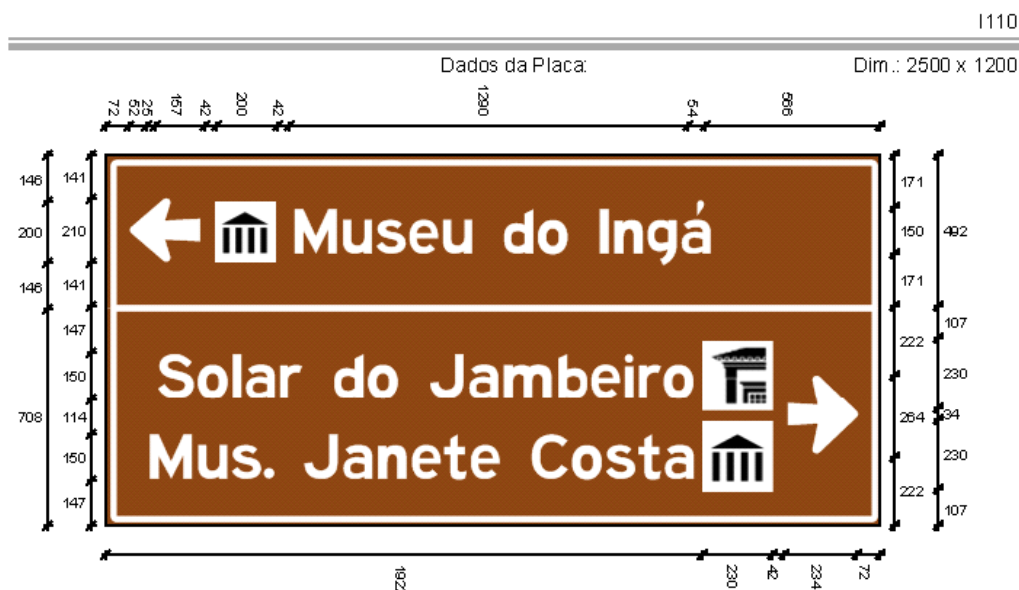 I110
Dados da Placa:
Dim.: 2500 x 1200
72 52 25 157 42 200 42 1290 54 566
146 141 171
200 210 150 492
146 141 171
147 107
222
150 230
708 114 264 34
150 230
147 222 107
Museu do Ingá
Solar do Jambeiro
Mus. Janete Costa
1922 230 42 234 72